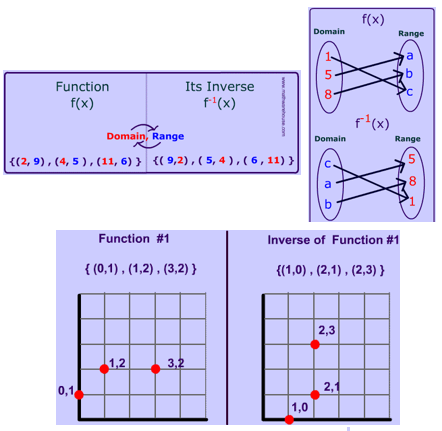 Function
f(x)
Its Inverse
f⁻¹(x)
Domain, Range
{(2, 9) , (4, 5 ) , (11, 6) }
{( 9,2) , ( 5, 4 ) , ( 6 , 11) }
www.mathwarehouse.com
f(x)
Domain
Range
1
5
8
a
b
c
f⁻¹(x)
Domain
Range
c
a
b
5
8
1
Function #1
{ (0,1) , (1,2) , (3,2) }
0,1
1,2
3,2
Inverse of Function #1
{(1,0) , (2,1) , (2,3) }
2,3
2,1
1,0